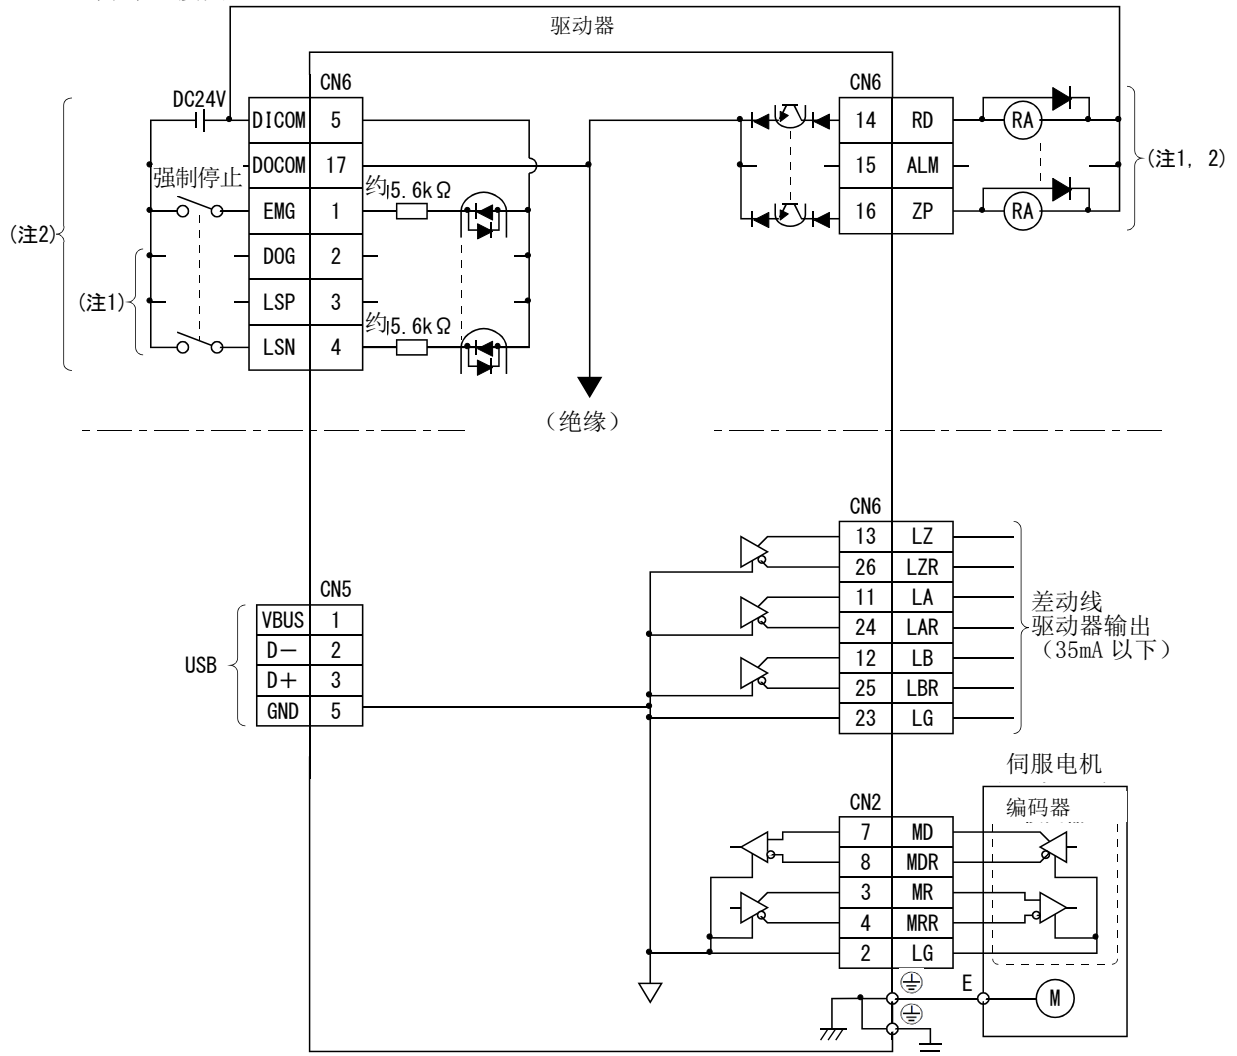 驱动器
CN6
DC24V
DICOM 5
DOCOM 17
强制停止
EMG 1
约5.6kΩ
DOG 2
LSP 3
LSN 4
约5.6kΩ
(注2)
(注1)
CN6
14 RD
RA
15 ALM
16 ZP
RA
(注1, 2)
(绝缘)
CN6
13 LZ
26 LZR
11 LA
24 LAR
12 LB
25 LBR
23 LG
差动线
驱动器输出
(35mA 以下)
CN5
VBUS 1
D- 2
D+ 3
GND 5
USB
伺服电机
编码器
CN2
7 MD
8 MDR
3 MR
4 MRR
2 LG
E
M